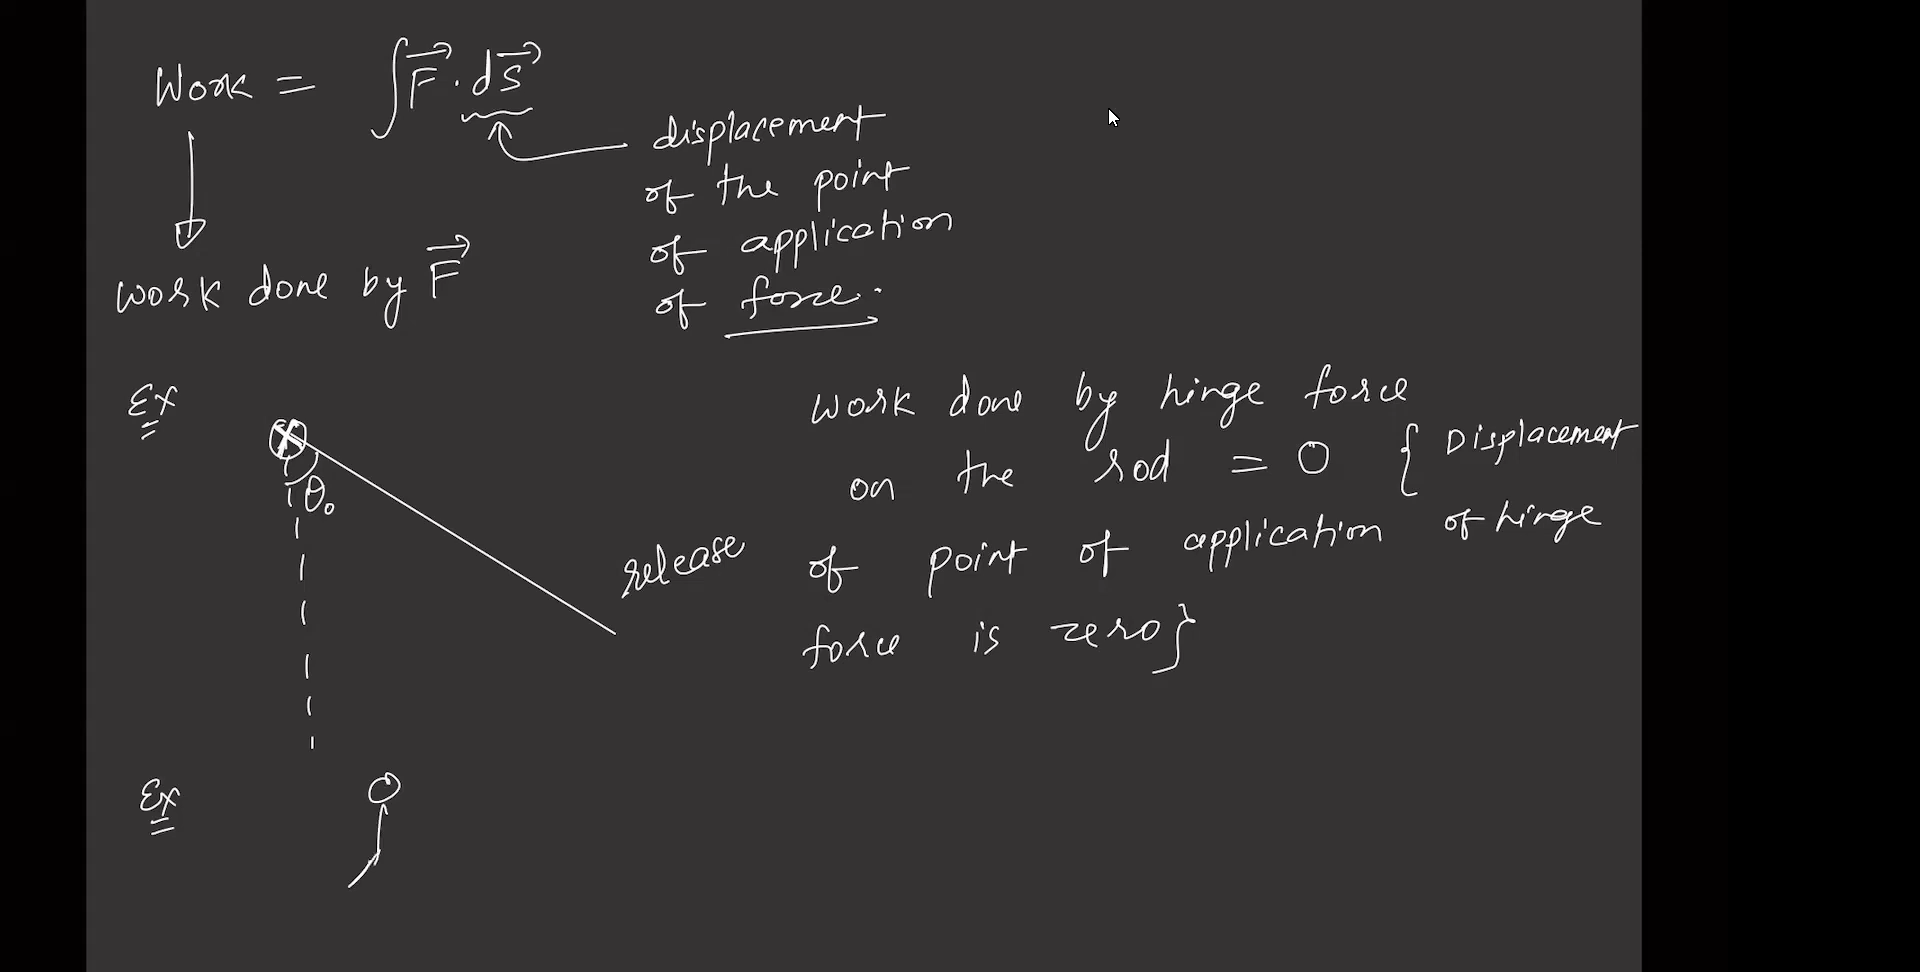 Work = ∫F⃗ · ds⃗
displacement
of the point
of application
of force.
Work done by F⃗
Ex
θ₀
release
Work done by hinge force
on the rod = 0 { Displacement
of point of application of hinge
force is zero}
Ex